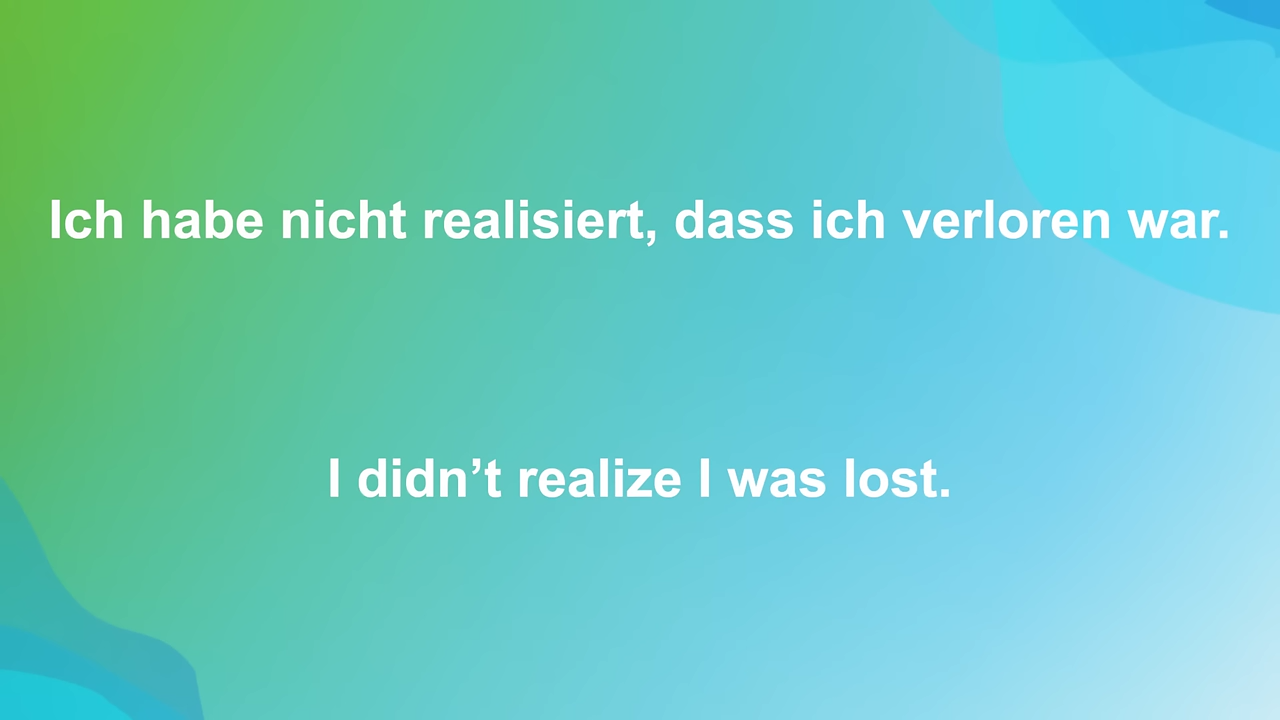 Ich habe nicht realisiert, dass ich verloren war.
I didn’t realize I was lost.